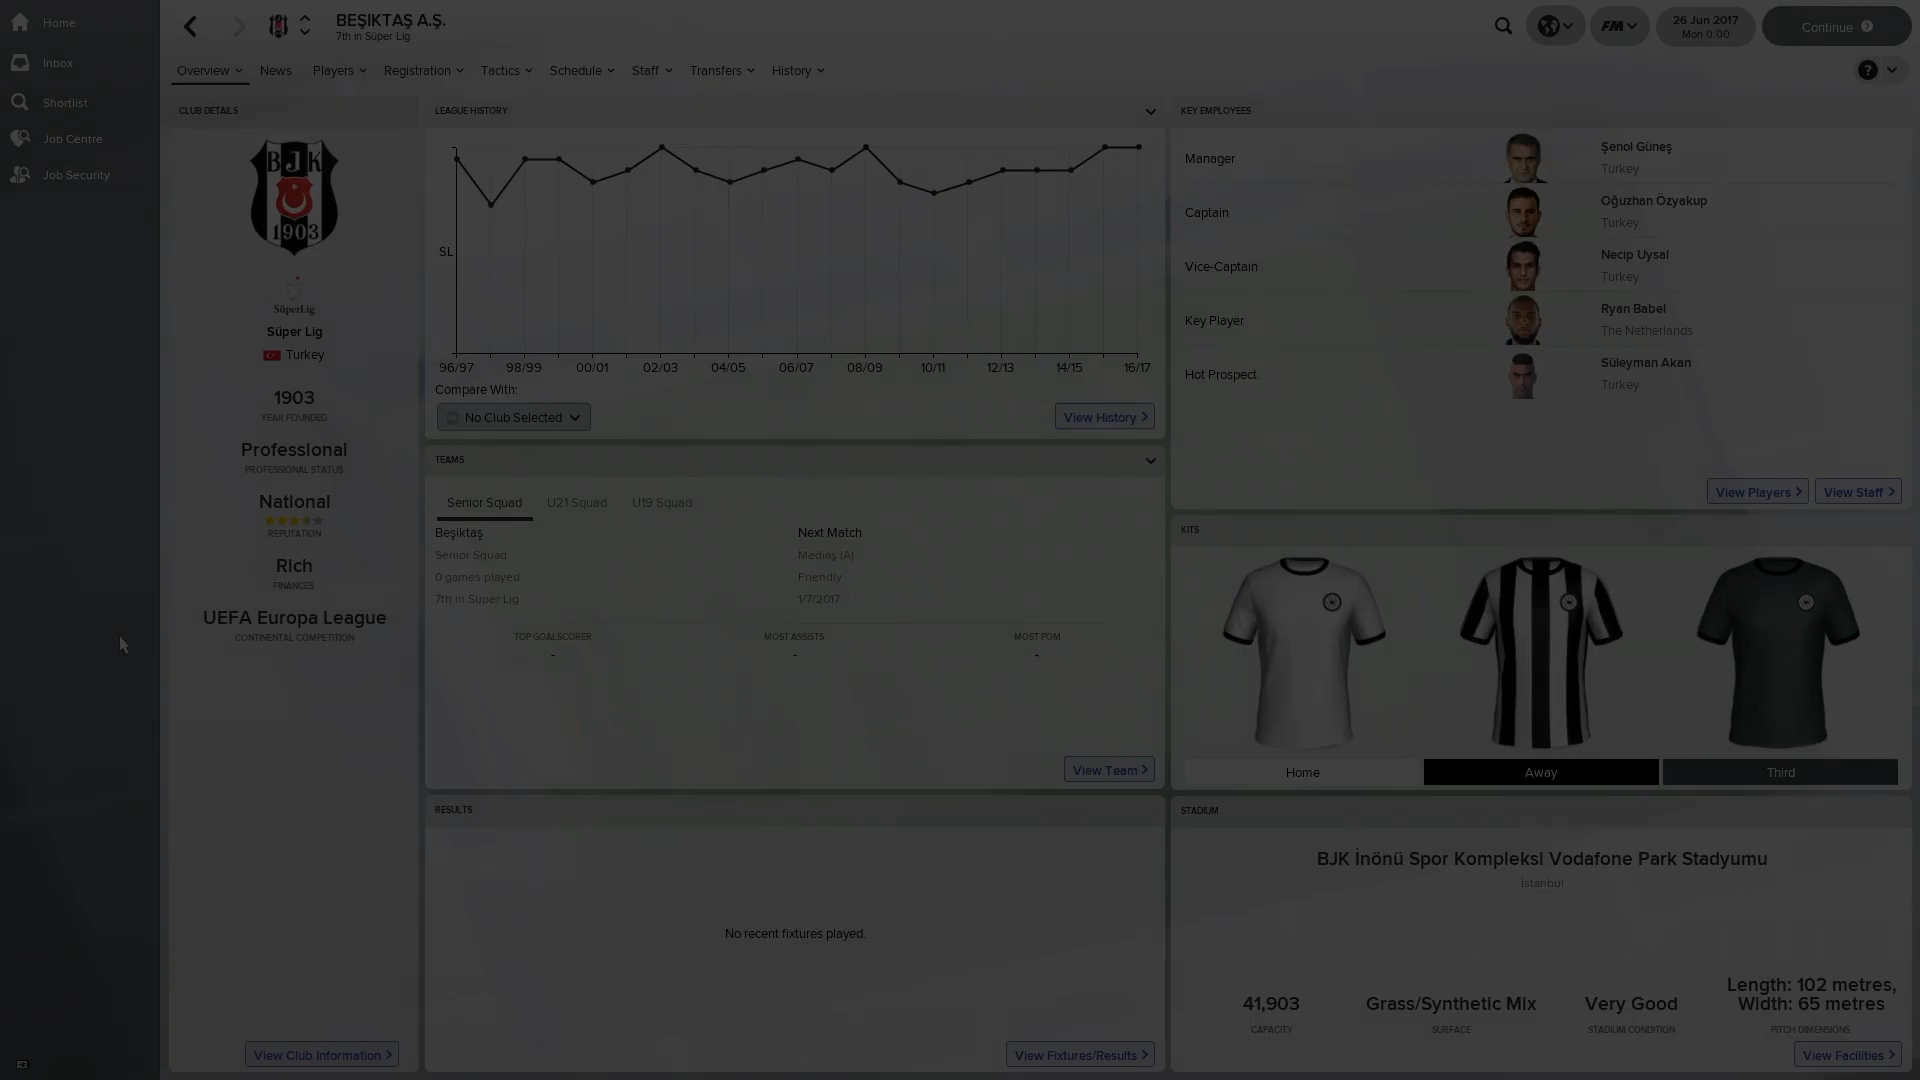 Home
Inbox
Shortlist
Job Centre
Job Security
BEŞIKTAŞ A.Ş.
7th in Süper Lig
26 Jun 2017
Mon 0:00
Continue
FM
Overview
News
Players
Registration
Tactics
Schedule
Staff
Transfers
History
?
CLUB DETAILS
BJK
1903
SüperLig
Süper Lig
Turkey
1903
YEAR FOUNDED
Professional
PROFESSIONAL STATUS
National
REPUTATION
Rich
FINANCES
UEFA Europa League
CONTINENTAL COMPETITION
View Club Information
LEAGUE HISTORY
SL
96/97 98/99 00/01 02/03 04/05 06/07 08/09 10/11 12/13 14/15 16/17
Compare With:
No Club Selected
View History
TEAMS
Senior Squad U21 Squad U19 Squad
Beşiktaş
Senior Squad
0 games played
7th in Süper Lig
Next Match
Mediaş (A)
Friendly
1/7/2017
TOP GOALSCORER
-
MOST ASSISTS
-
MOST POM
-
View Team
RESULTS
No recent fixtures played.
View Fixtures/Results
KEY EMPLOYEES
Manager
Şenol Güneş
Turkey
Captain
Oğuzhan Özyakup
Turkey
Vice-Captain
Necip Uysal
Turkey
Key Player
Ryan Babel
The Netherlands
Hot Prospect
Süleyman Akan
Turkey
View Players
View Staff
KITS
Home
Away
Third
STADIUM
BJK İnönü Spor Kompleksi Vodafone Park Stadyumu
İstanbul
41,903
CAPACITY
Grass/Synthetic Mix
SURFACE
Very Good
STADIUM CONDITION
Length: 102 metres,
Width: 65 metres
PITCH DIMENSIONS
View Facilities